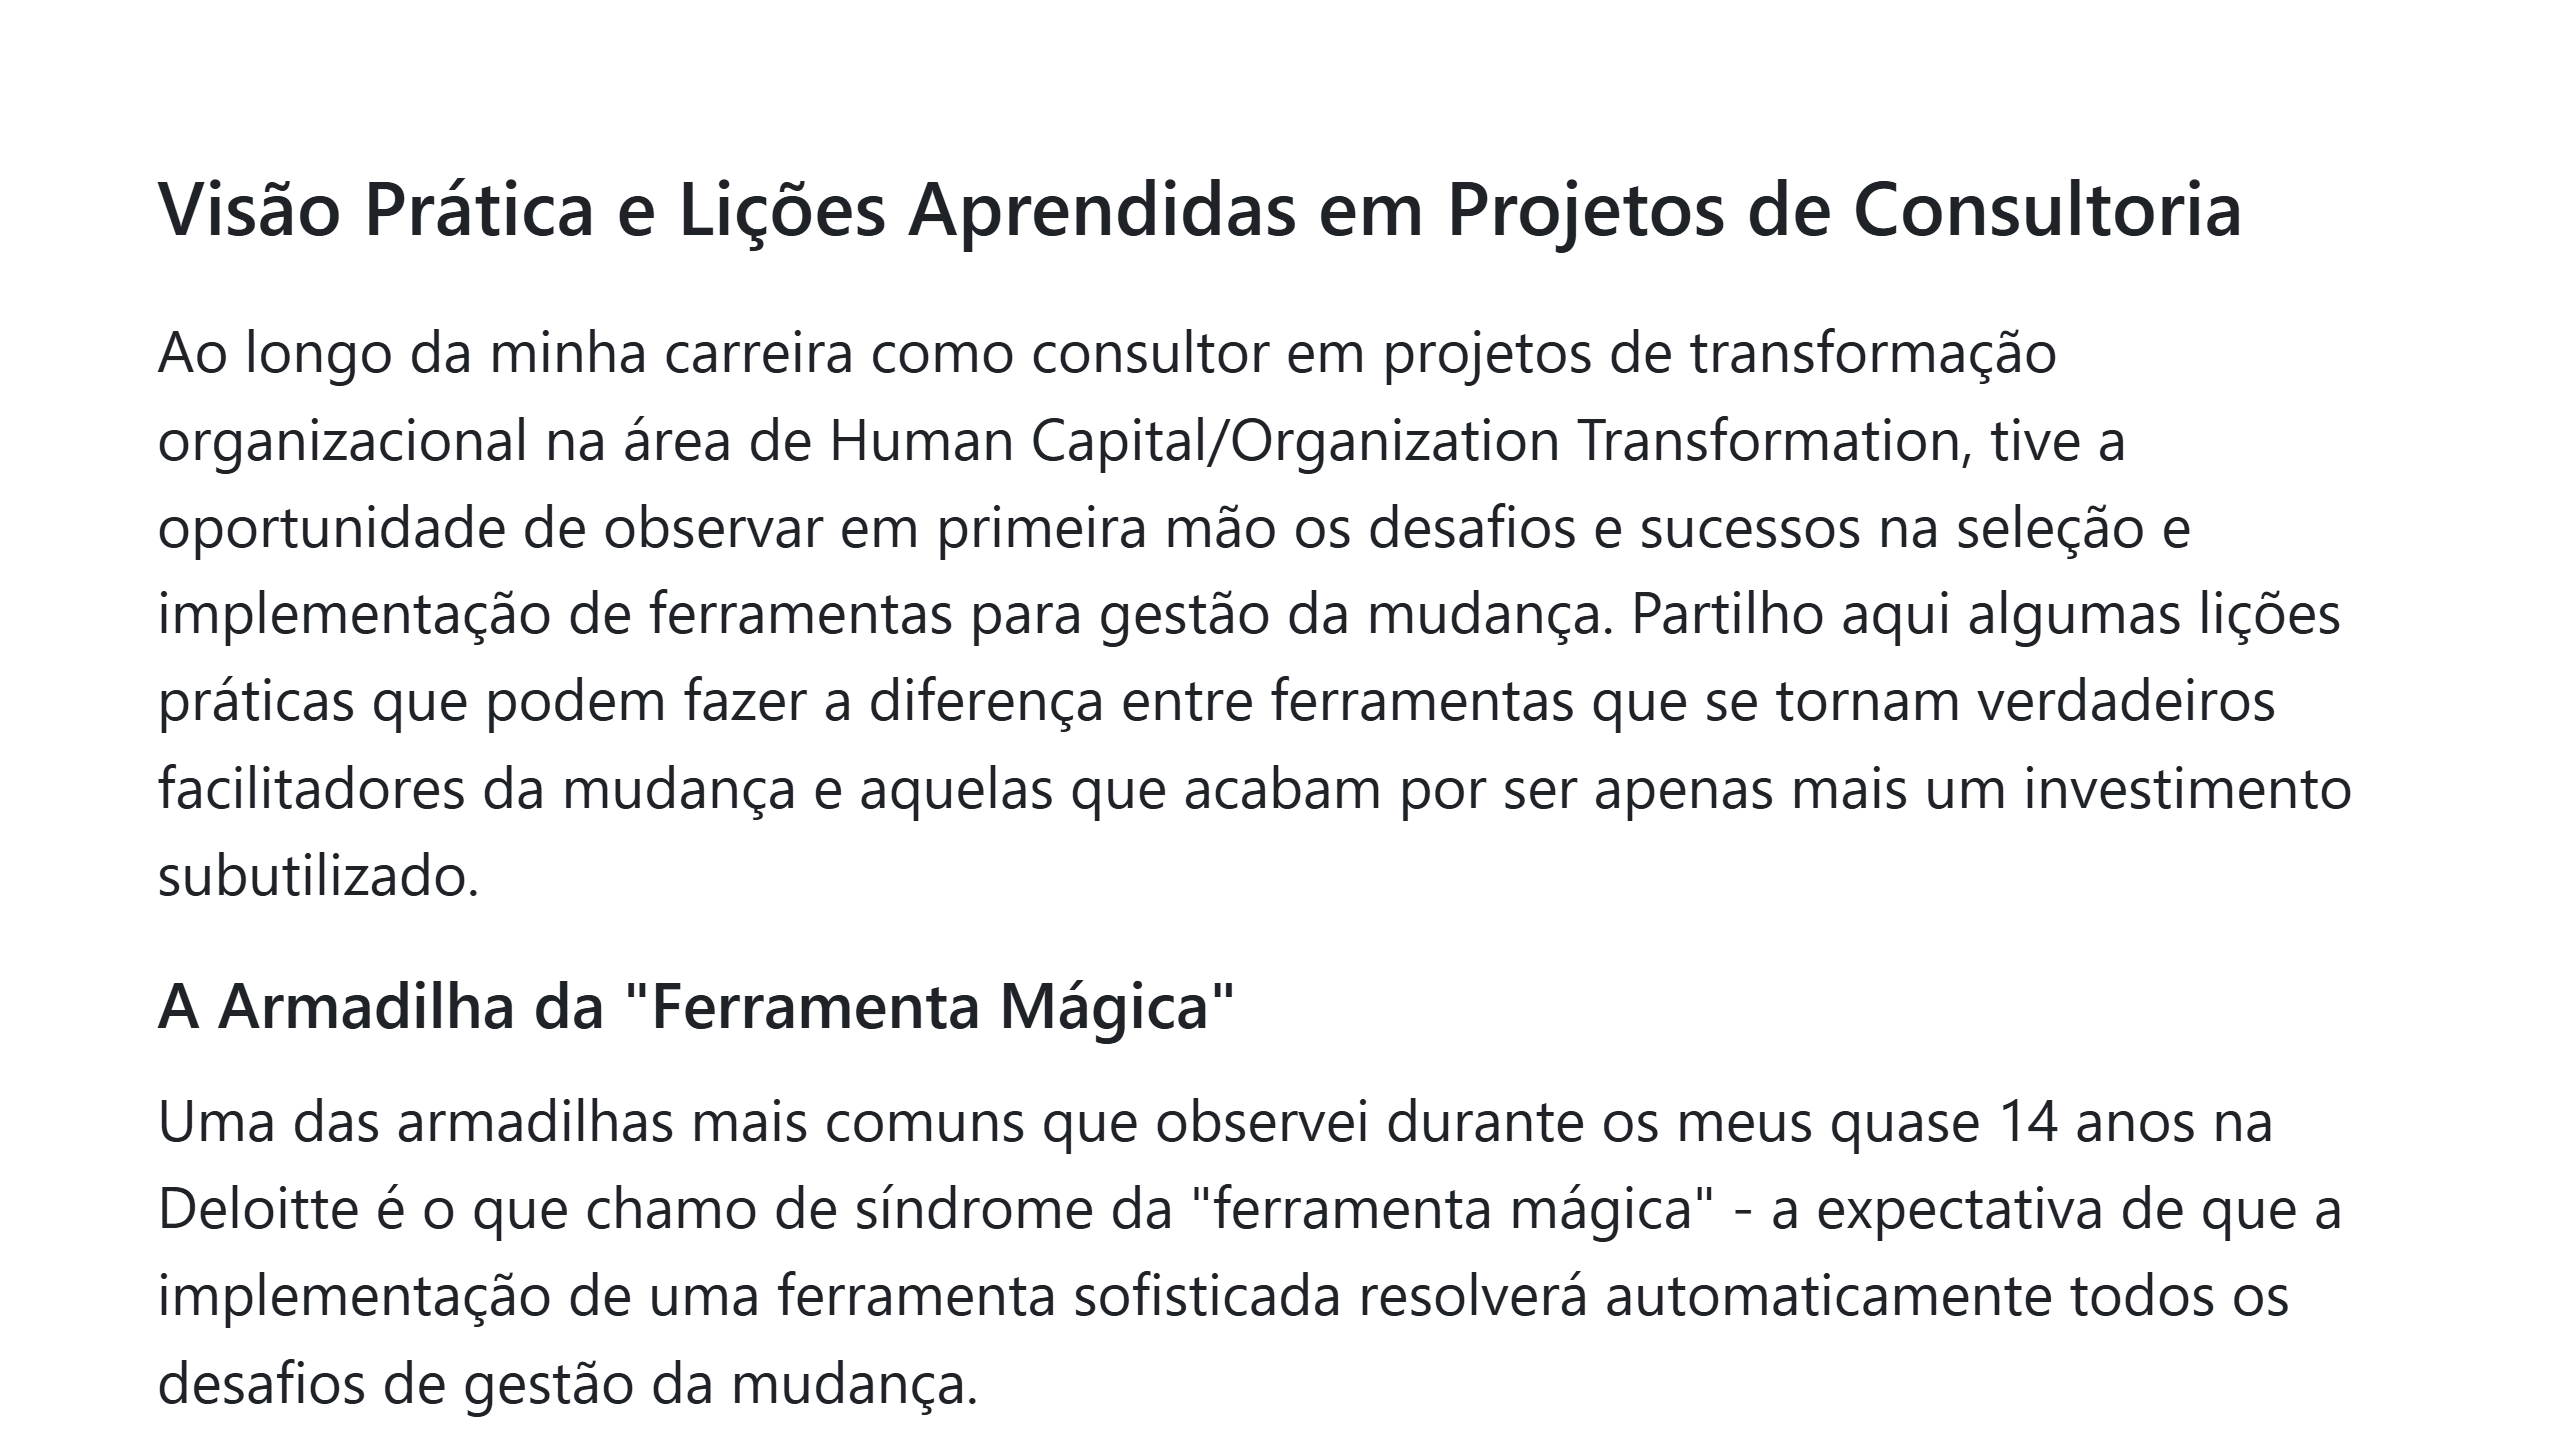 Visão Prática e Lições Aprendidas em Projetos de Consultoria
Ao longo da minha carreira como consultor em projetos de transformação
organizacional na área de Human Capital/Organization Transformation, tive a
oportunidade de observar em primeira mão os desafios e sucessos na seleção e
implementação de ferramentas para gestão da mudança. Partilho aqui algumas lições
práticas que podem fazer a diferença entre ferramentas que se tornam verdadeiros
facilitadores da mudança e aquelas que acabam por ser apenas mais um investimento
subutilizado.
A Armadilha da "Ferramenta Mágica"
Uma das armadilhas mais comuns que observei durante os meus quase 14 anos na
Deloitte é o que chamo de síndrome da "ferramenta mágica" - a expectativa de que a
implementação de uma ferramenta sofisticada resolverá automaticamente todos os
desafios de gestão da mudança.